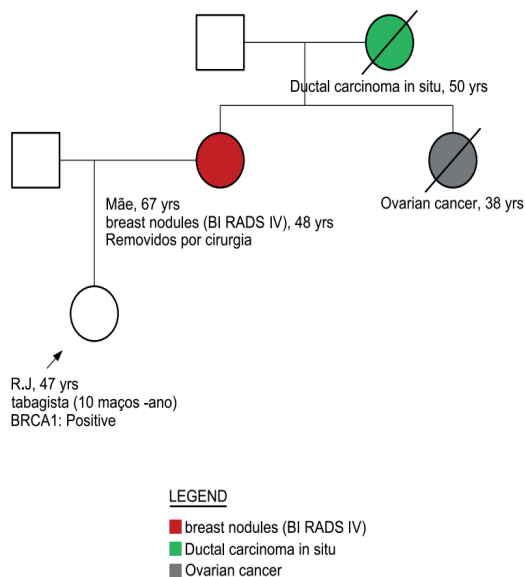 Ductal carcinoma in situ, 50 yrs
Mãe, 67 yrs
breast nodules (BI RADS IV), 48 yrs
Removidos por cirurgia
Ovarian cancer, 38 yrs
R.J, 47 yrs
tabagista (10 maços -ano)
BRCA1: Positive
LEGEND
breast nodules (BI RADS IV)
Ductal carcinoma in situ
Ovarian cancer